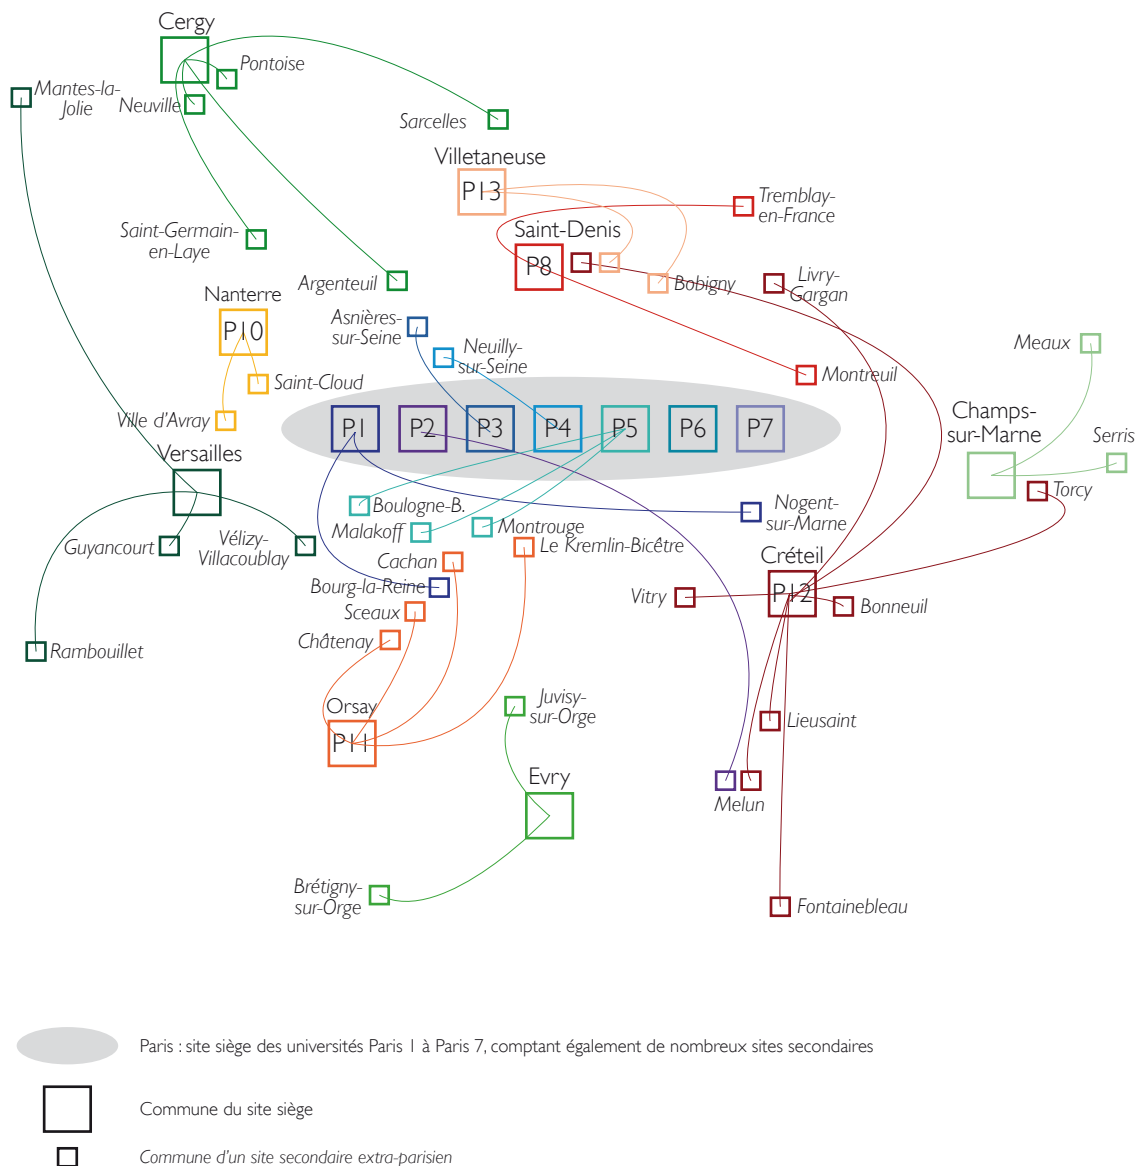 Cergy
Pontoise
Mantes-la-
Jolie
Neuville
Sarcelles
Villetaneuse
P13
Tremblay-
en-France
Saint-Germain-
en-Laye
Saint-Denis
P8
Argenteuil
Bobigny
Livry-
Gargan
Nanterre
P10
Asnières-
sur-Seine
Neuilly-
sur-Seine
Meaux
Saint-Cloud
Montreuil
Ville d'Avray
P1 P2 P3 P4 P5 P6 P7
Champs-
sur-Marne
Serris
Versailles
Torcy
Boulogne-B.
Nogent-
sur-Marne
Malakoff
Montrouge
Guyancourt
Vélizy-
Villacoublay
Le Kremlin-Bicêtre
Cachan
Créteil
P12
Bourg-la-Reine
Vitry
Bonneuil
Sceaux
Châtenay
Rambouillet
Orsay
P11
Juvisy-
sur-Orge
Lieusaint
Evry
Melun
Brétigny-
sur-Orge
Fontainebleau
Paris : site siège des universités Paris 1 à Paris 7, comptant également de nombreux sites secondaires
Commune du site siège
Commune d'un site secondaire extra-parisien